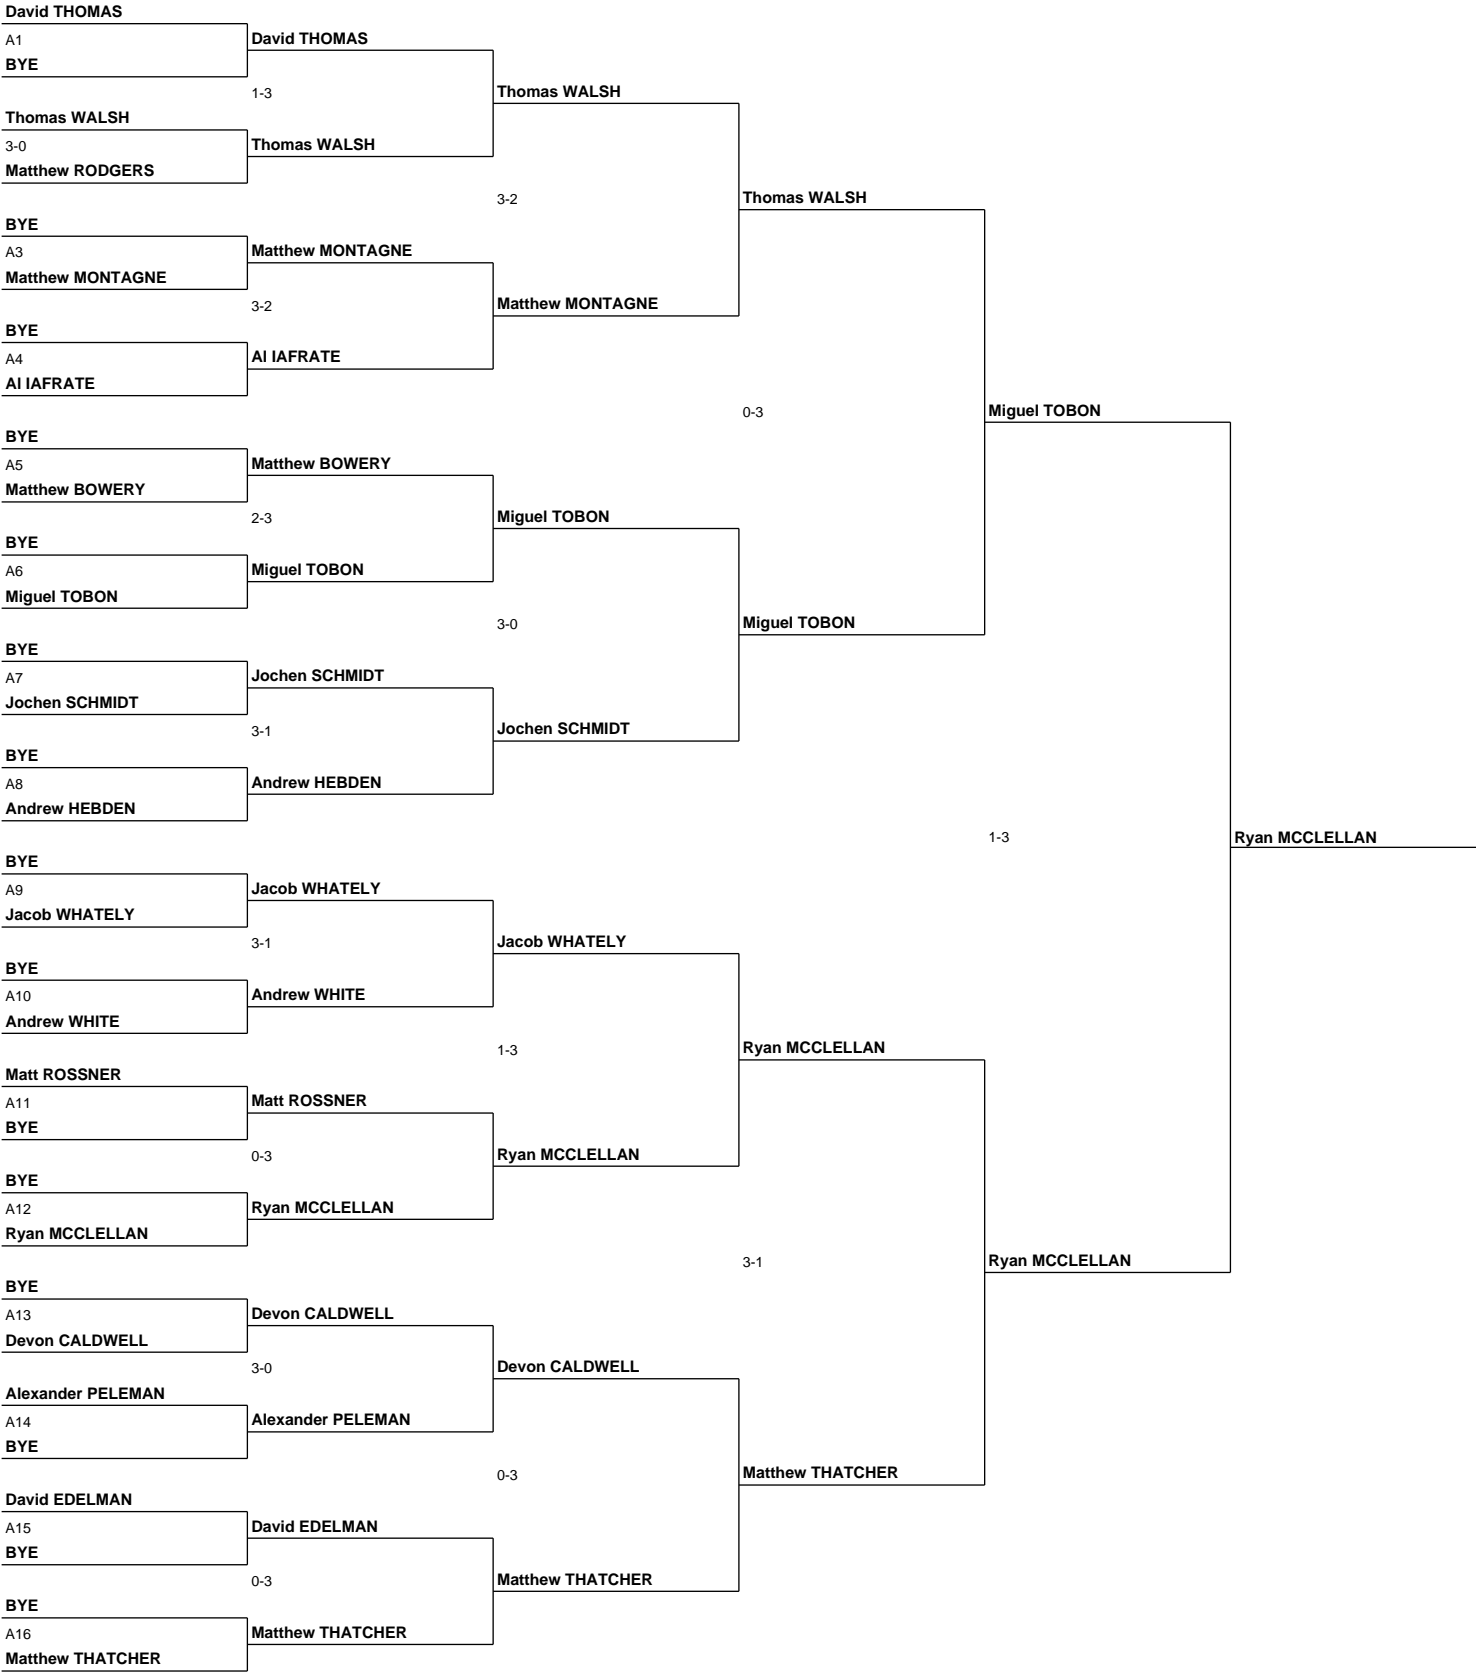 David THOMAS
A1
BYE
Thomas WALSH
3-0
Matthew RODGERS
BYE
A3
Matthew MONTAGNE
BYE
A4
Al IAFRATE
BYE
A5
Matthew BOWERY
BYE
A6
Miguel TOBON
BYE
A7
Jochen SCHMIDT
BYE
A8
Andrew HEBDEN
BYE
A9
Jacob WHATELY
BYE
A10
Andrew WHITE
Matt ROSSNER
A11
BYE
BYE
A12
Ryan MCCLELLAN
BYE
A13
Devon CALDWELL
Alexander PELEMAN
A14
BYE
David EDELMAN
A15
BYE
BYE
A16
Matthew THATCHER
David THOMAS
1-3
Thomas WALSH
Matthew MONTAGNE
3-2
Al IAFRATE
Matthew BOWERY
2-3
Miguel TOBON
Jochen SCHMIDT
3-1
Andrew HEBDEN
Jacob WHATELY
3-1
Andrew WHITE
Matt ROSSNER
0-3
Ryan MCCLELLAN
Devon CALDWELL
3-0
Alexander PELEMAN
David EDELMAN
0-3
Matthew THATCHER
Thomas WALSH
3-2
Matthew MONTAGNE
Miguel TOBON
3-0
Jochen SCHMIDT
Jacob WHATELY
1-3
Ryan MCCLELLAN
Devon CALDWELL
0-3
Matthew THATCHER
Thomas WALSH
0-3
Miguel TOBON
Ryan MCCLELLAN
3-1
Matthew THATCHER
Miguel TOBON
1-3
Ryan MCCLELLAN
Ryan MCCLELLAN